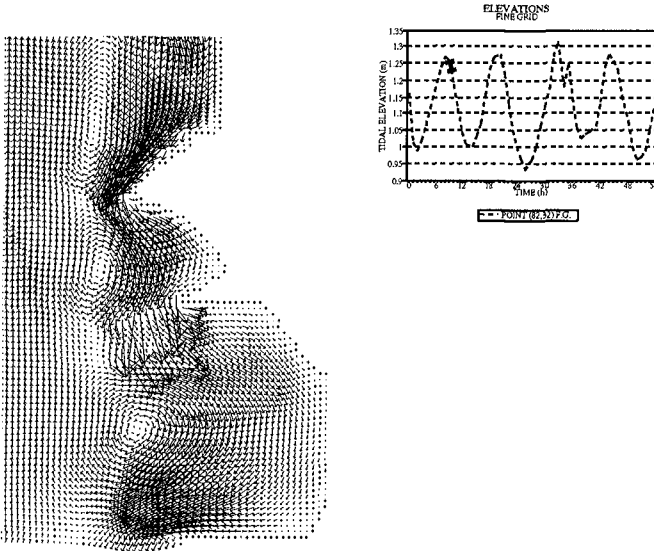 ELEVATIONS
FINE GRID
TIDAL ELEVATION (m)
1.35
1.3
1.25
1.2
1.15
1.1
1.05
1
0.95
0.9
0 6 12 18 24 30 36 42 48
TIME (h)
POINT (82,32) F.G.